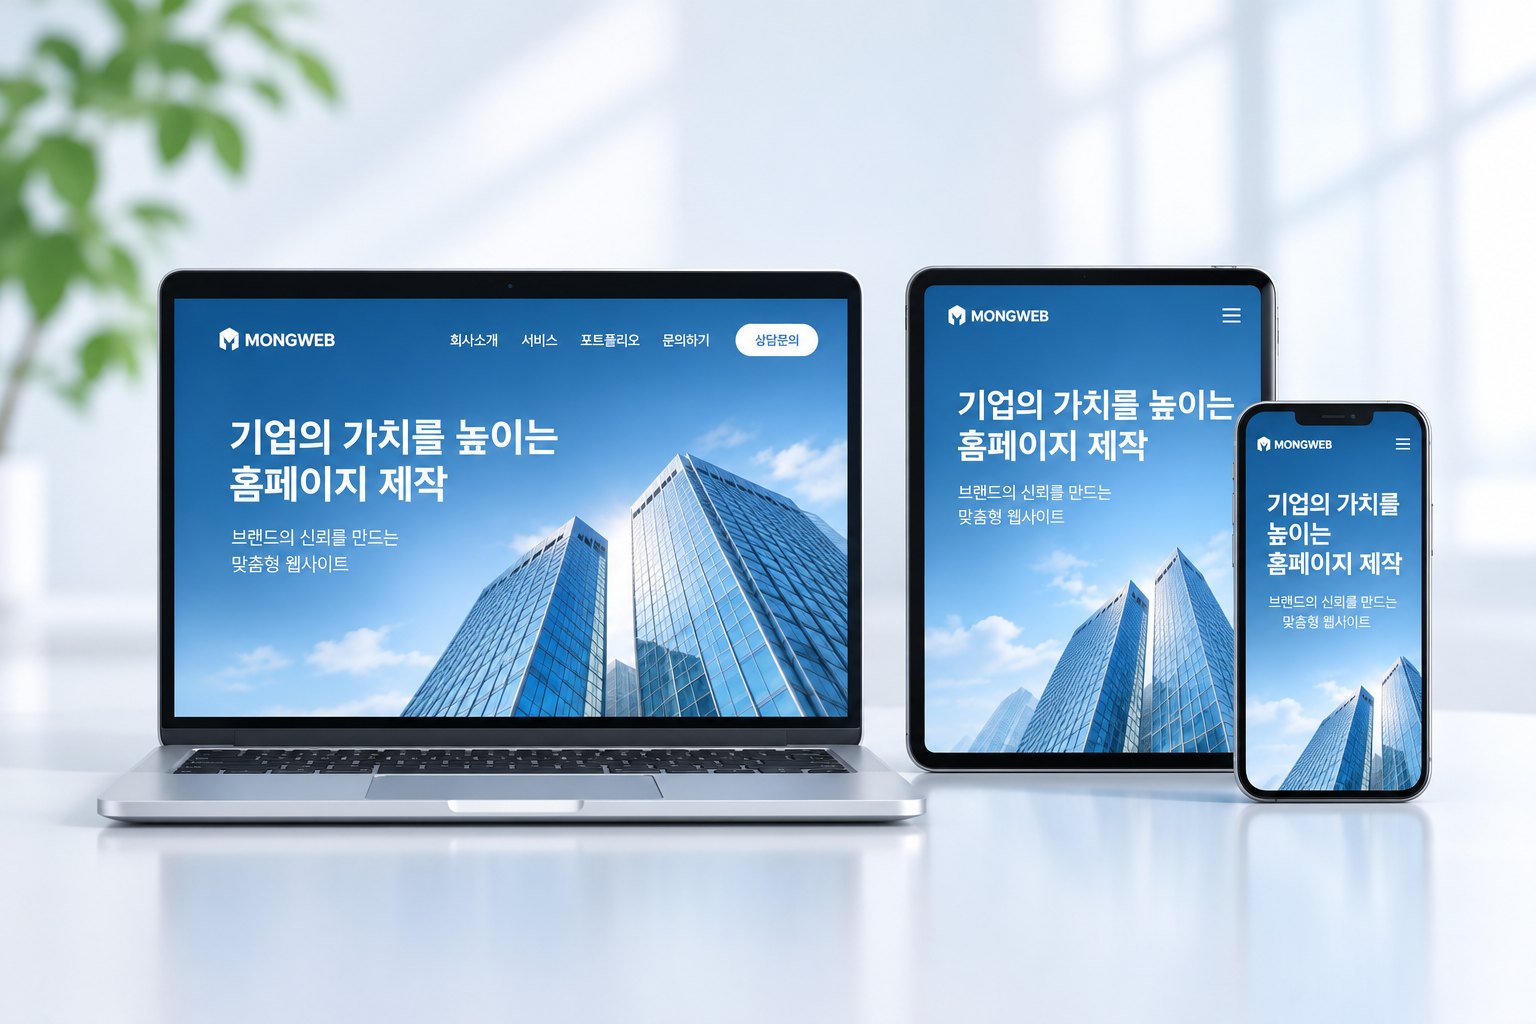 MONGWEB
회사소개 서비스 포트폴리오 문의하기 상담문의
기업의 가치를 높이는
홈페이지 제작
브랜드의 신뢰를 만드는
맞춤형 웹사이트
MONGWEB
기업의 가치를 높이는
홈페이지 제작
브랜드의 신뢰를 만드는
맞춤형 웹사이트
MONGWEB
기업의 가치를
높이는
홈페이지 제작
브랜드의 신뢰를 만드는
맞춤형 웹사이트